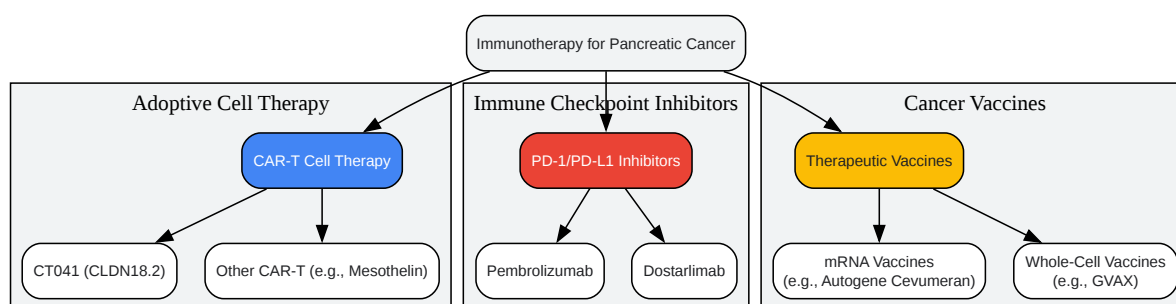 Immunotherapy for Pancreatic Cancer
Adoptive Cell Therapy
Immune Checkpoint Inhibitors
Cancer Vaccines
CAR-T Cell Therapy
PD-1/PD-L1 Inhibitors
Therapeutic Vaccines
CT041 (CLDN18.2)
Other CAR-T (e.g., Mesothelin)
Pembrolizumab
Dostarlimab
mRNA Vaccines
(e.g., Autogene Cevumeran)
Whole-Cell Vaccines
(e.g., GVAX)